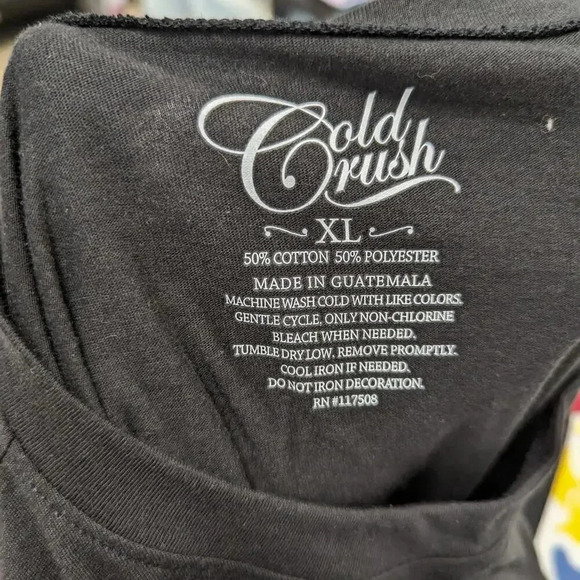 Cold
Crush
XL
50% COTTON 50% POLYESTER
MADE IN GUATEMALA
MACHINE WASH COLD WITH LIKE COLORS.
GENTLE CYCLE. ONLY NON-CHLORINE
BLEACH WHEN NEEDED.
TUMBLE DRY LOW. REMOVE PROMPTLY.
COOL IRON IF NEEDED.
DO NOT IRON DECORATION.
RN #117508